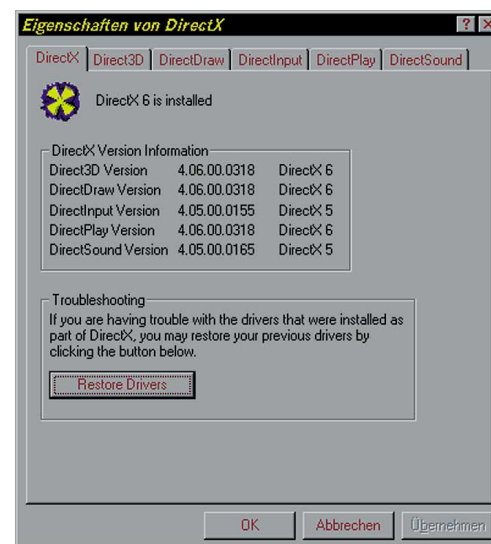 Eigenschaften von DirectX
DirectX Direct3D DirectDraw DirectInput DirectPlay DirectSound
DirectX 6 is installed
DirectX Version Information
Direct3D Version 4.06.00.0318 DirectX 6
DirectDraw Version 4.06.00.0318 DirectX 6
DirectInput Version 4.05.00.0155 DirectX 5
DirectPlay Version 4.06.00.0318 DirectX 6
DirectSound Version 4.05.00.0165 DirectX 5
Troubleshooting
If you are having trouble with the drivers that were installed as
part of DirectX, you may restore your previous drivers by
clicking the button below.
Restore Drivers
OK Abbrechen Übernehmen